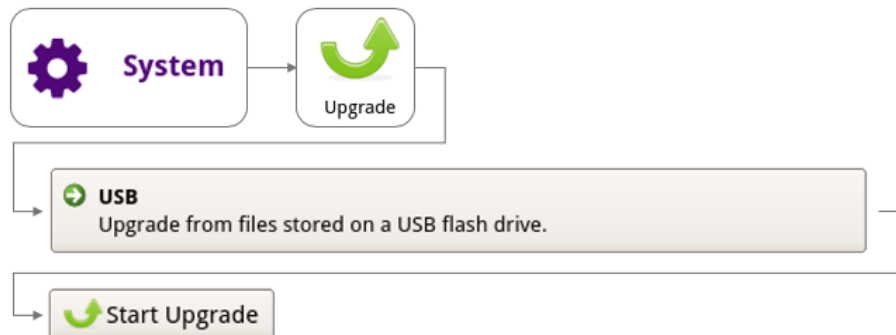 System
Upgrade
USB
Upgrade from files stored on a USB flash drive.
Start Upgrade